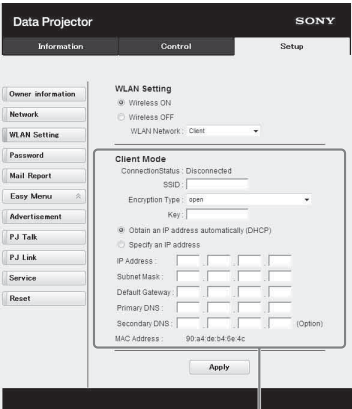 Data Projector
SONY
Information
Control
Setup
Owner information
Network
WLAN Setting
Password
Mail Report
Easy Menu
Advertisement
PJ Talk
PJ Link
Service
Reset
WLAN Setting
Wireless ON
Wireless OFF
WLAN Network : Client
Client Mode
ConnectionStatus : Disconnected
SSID :
Encryption Type : open
Key :
Obtain an IP address automatically (DHCP)
Specify an IP address
IP Address :
Subnet Mask :
Default Gateway :
Primary DNS :
Secondary DNS : (Option)
MAC Address : 90:a4:de:b4:6e:4c
Apply